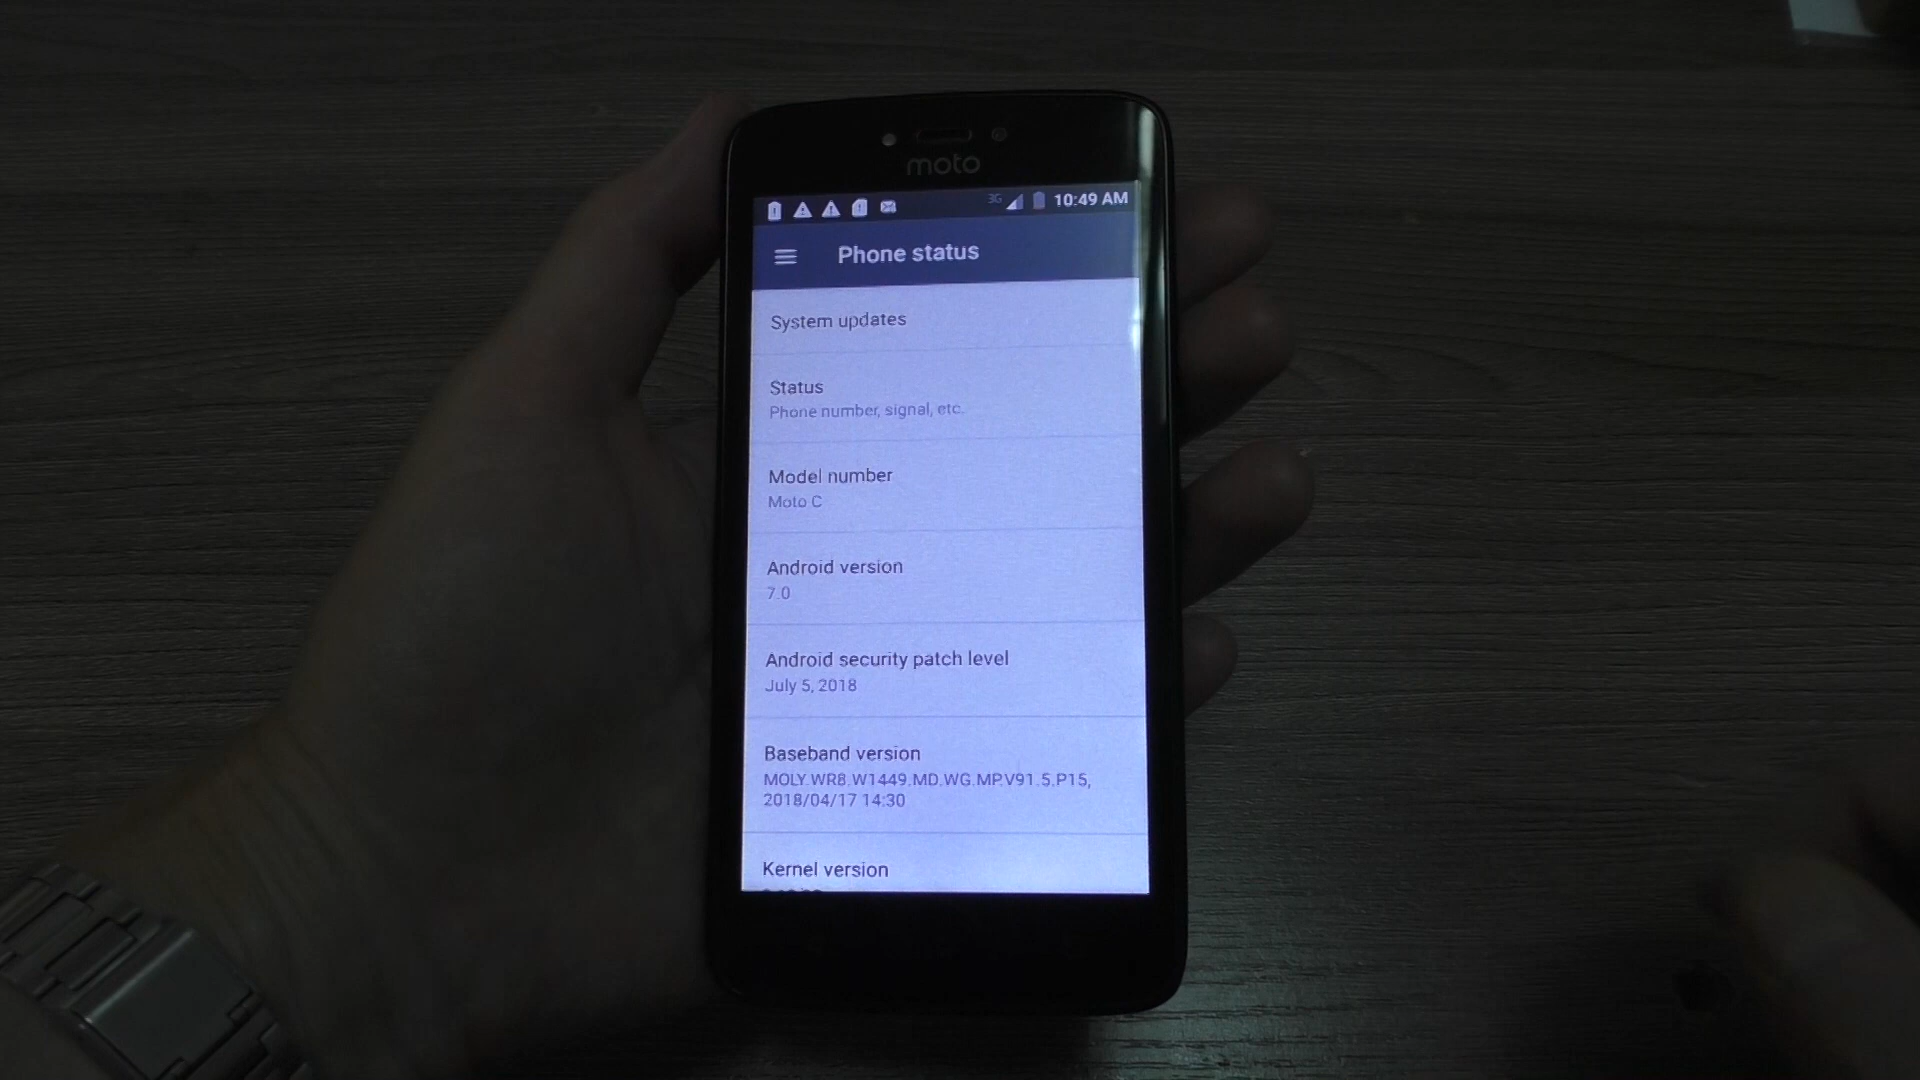 moto
3G 10:49 AM
Phone status
System updates
Status
Phone number, signal, etc.
Model number
Moto C
Android version
7.0
Android security patch level
July 5, 2018
Baseband version
MOLY.WR8.W1449.MD.WG.MP.V91.5.P15,
2018/04/17 14:30
Kernel version